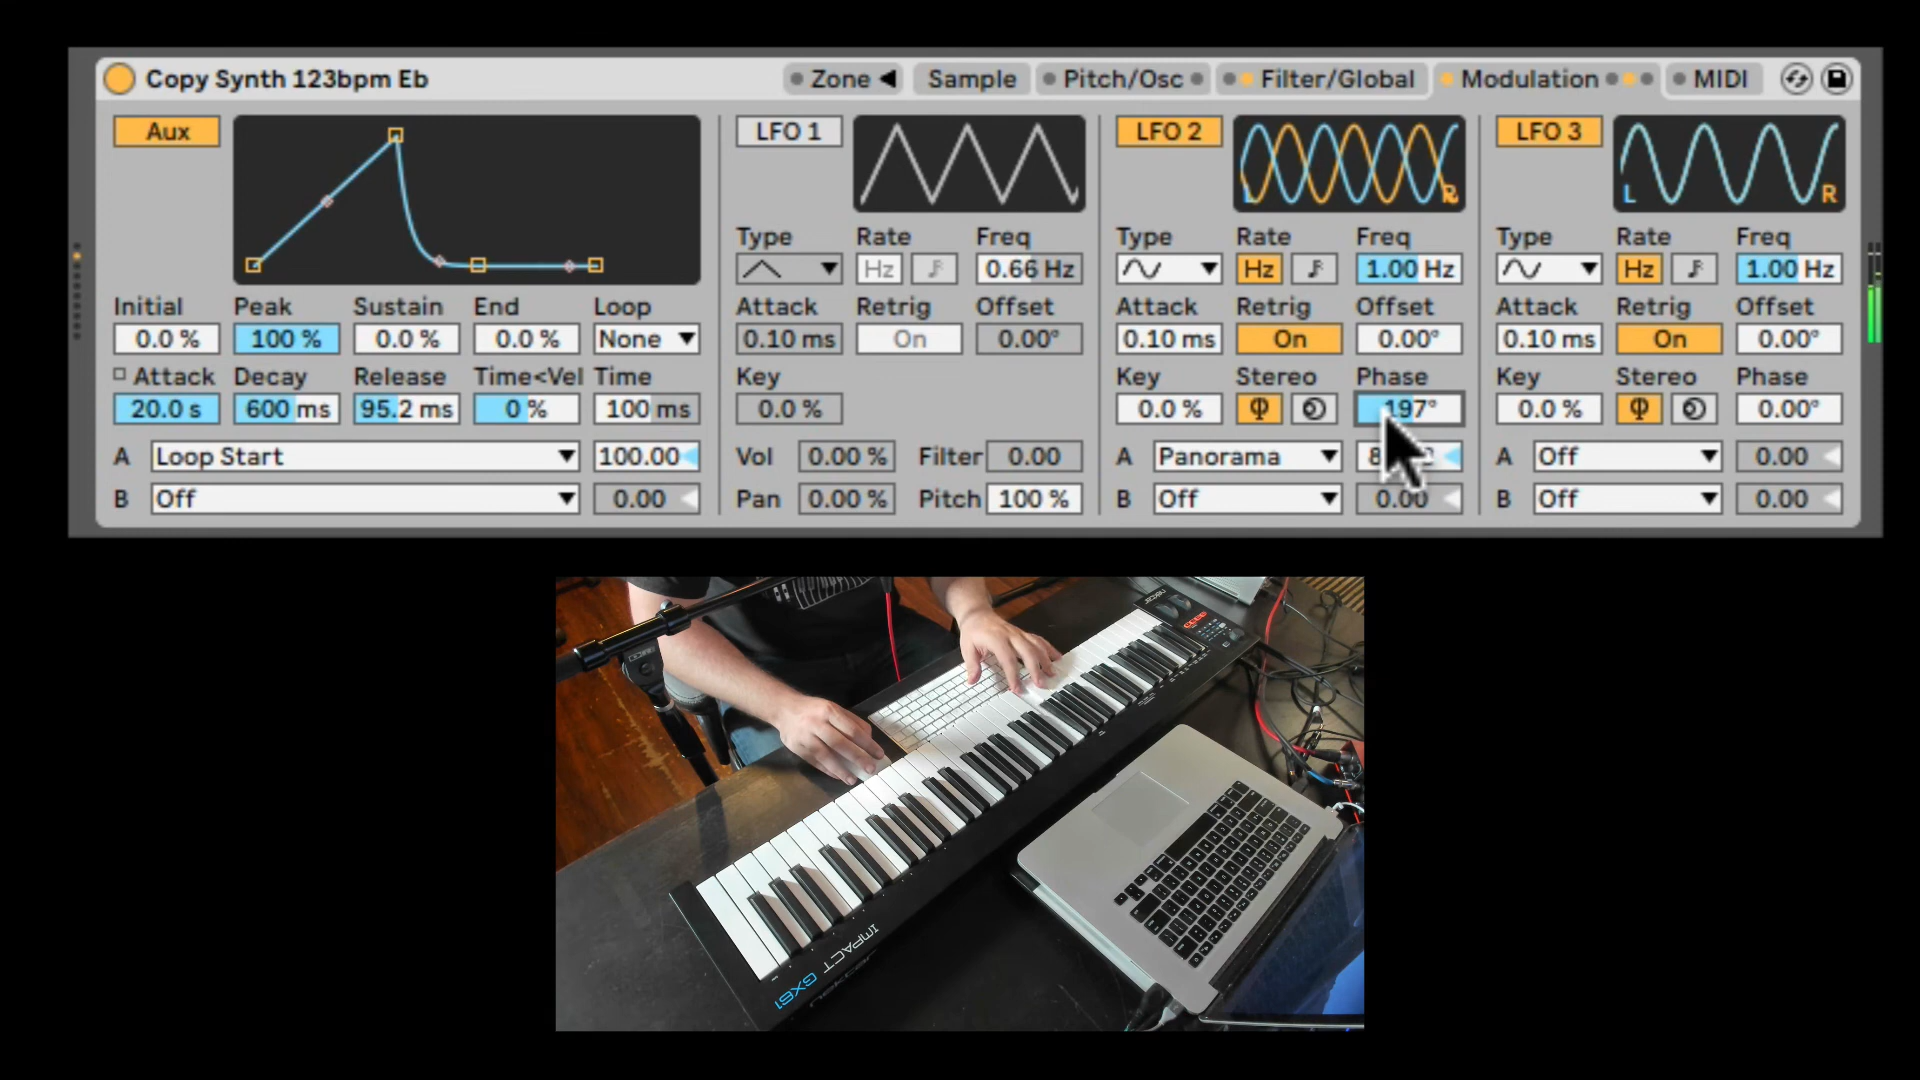 Copy Synth 123bpm Eb
Zone Sample Pitch/Osc Filter/Global Modulation MIDI
Aux LFO 1 LFO 2 LFO 3
L R
L R
Type Rate Freq Type Rate Freq Type Rate Freq
Hz 0.66 Hz Hz 1.00 Hz Hz 1.00 Hz
Initial Peak Sustain End Loop Attack Retrig Offset Attack Retrig Offset Attack Retrig Offset
0.0 % 100 % 0.0 % 0.0 % None 0.10 ms On 0.00° 0.10 ms On 0.00° 0.10 ms On 0.00°
Attack Decay Release Time<Vel Time Key Key Stereo Phase Key Stereo Phase
20.0 s 600 ms 95.2 ms 0 % 100 ms 0.0 % 0.0 % 197° 0.0 % 0.00°
A Loop Start 100.00 Vol 0.00 % Filter 0.00 A Panorama A Off 0.00
B Off 0.00 Pan 0.00 % Pitch 100 % B Off 0.00 B Off 0.00
nektar
IMPACT GX61
nektar